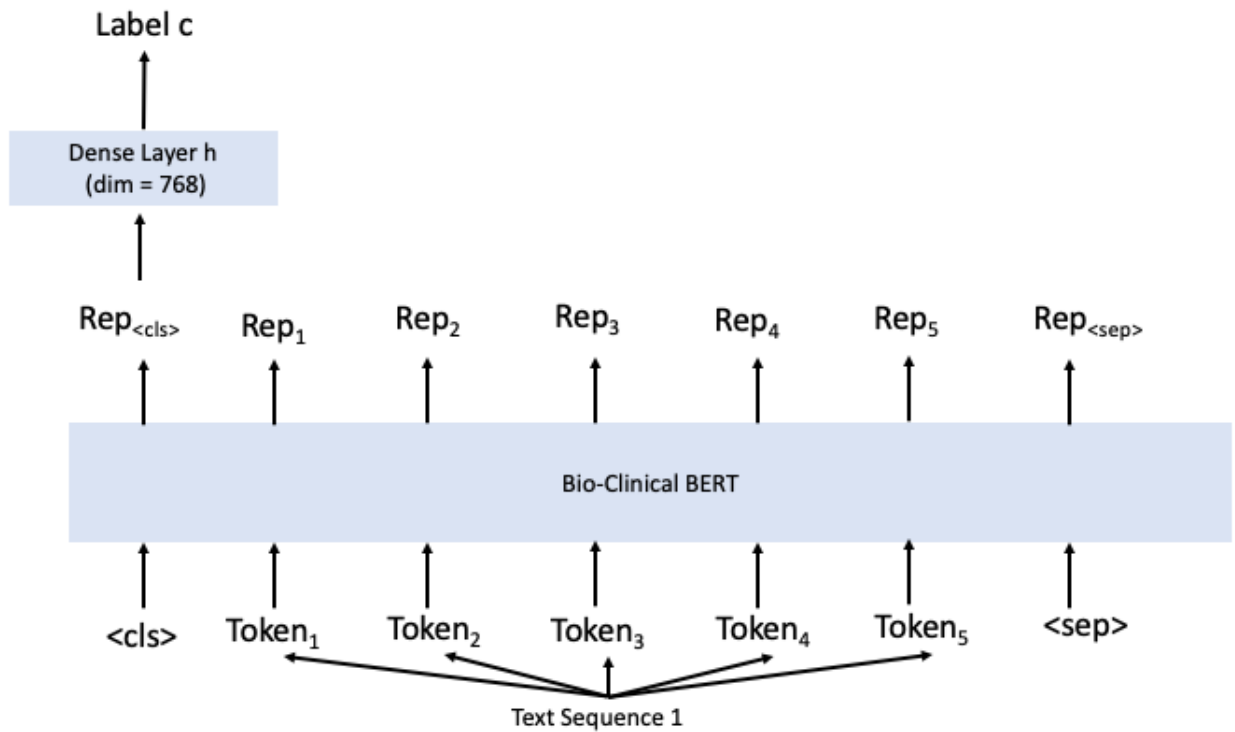 Label c
Dense Layer h
(dim = 768)
Rep<cls> Rep1 Rep2 Rep3 Rep4 Rep5 Rep<sep>
Bio-Clinical BERT
<cls> Token1 Token2 Token3 Token4 Token5 <sep>
Text Sequence 1